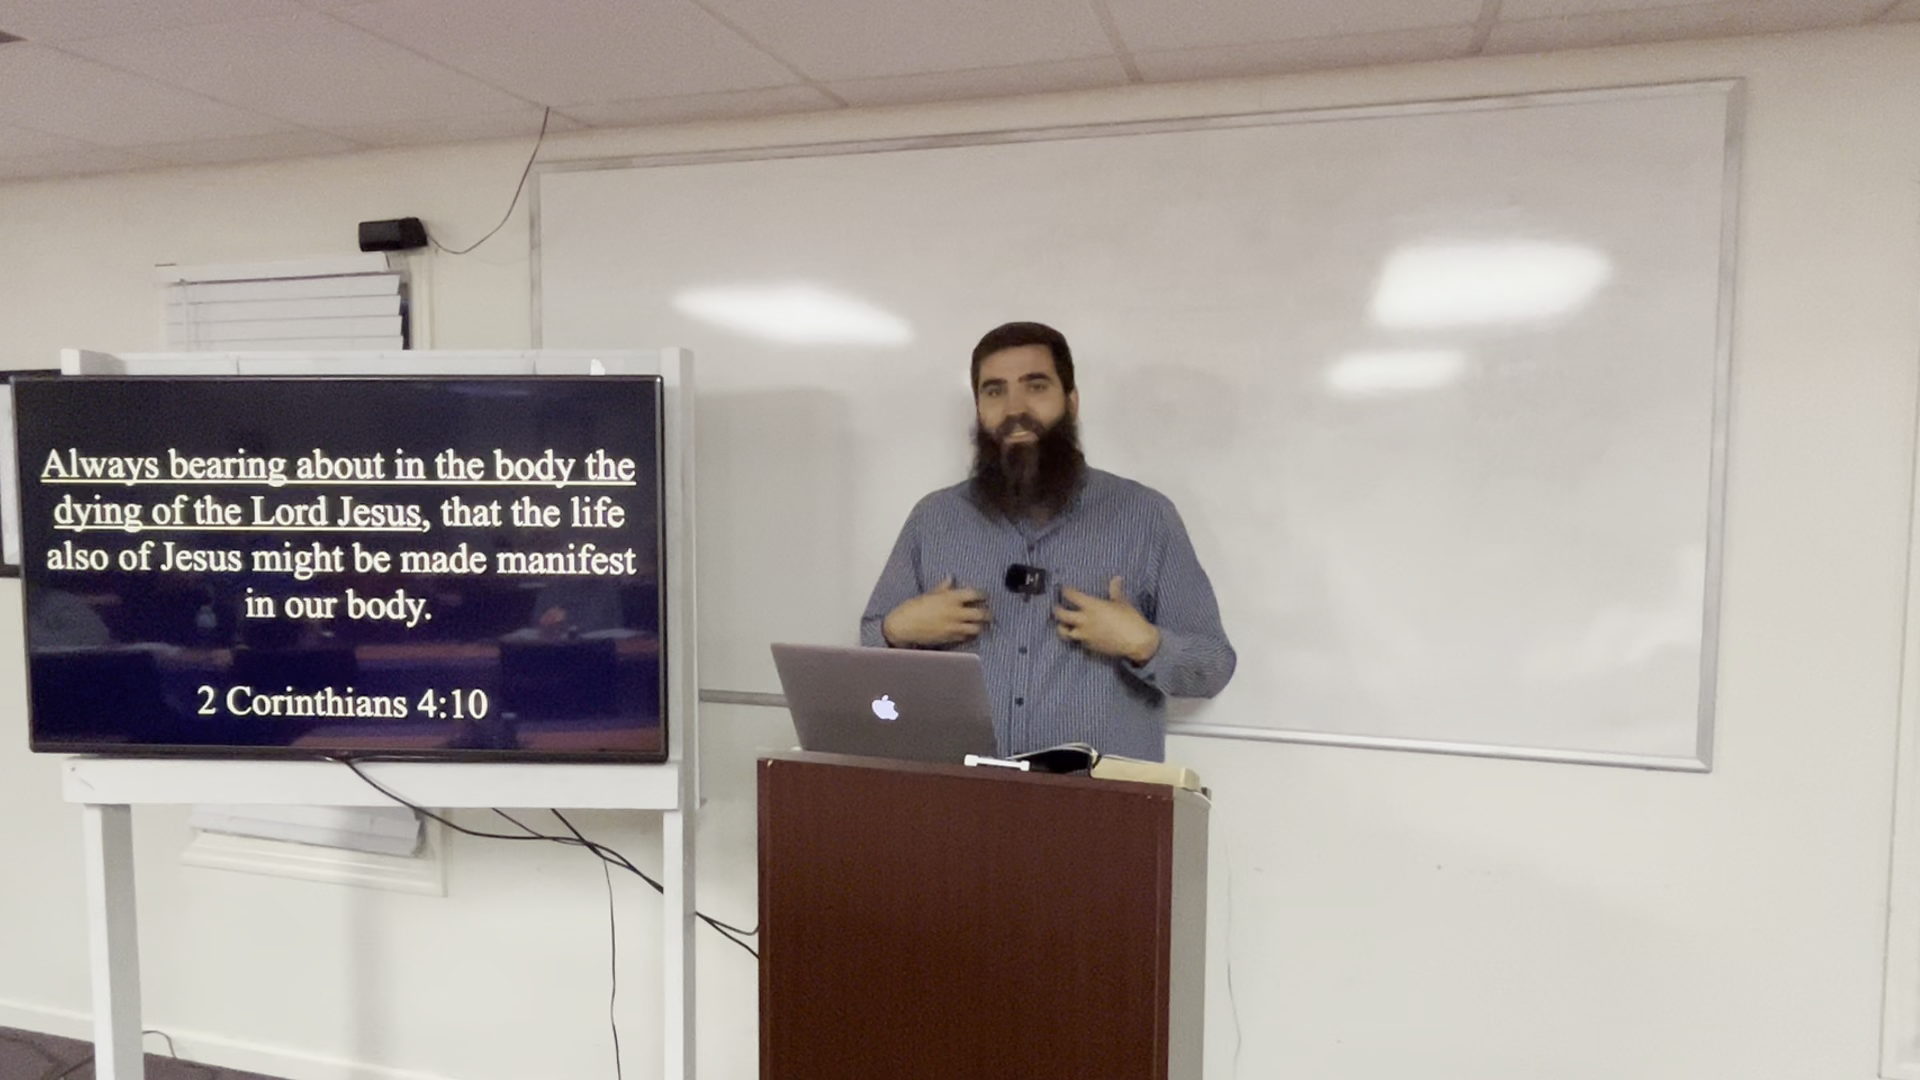 Always bearing about in the body the
dying of the Lord Jesus, that the life
also of Jesus might be made manifest
in our body.
2 Corinthians 4:10